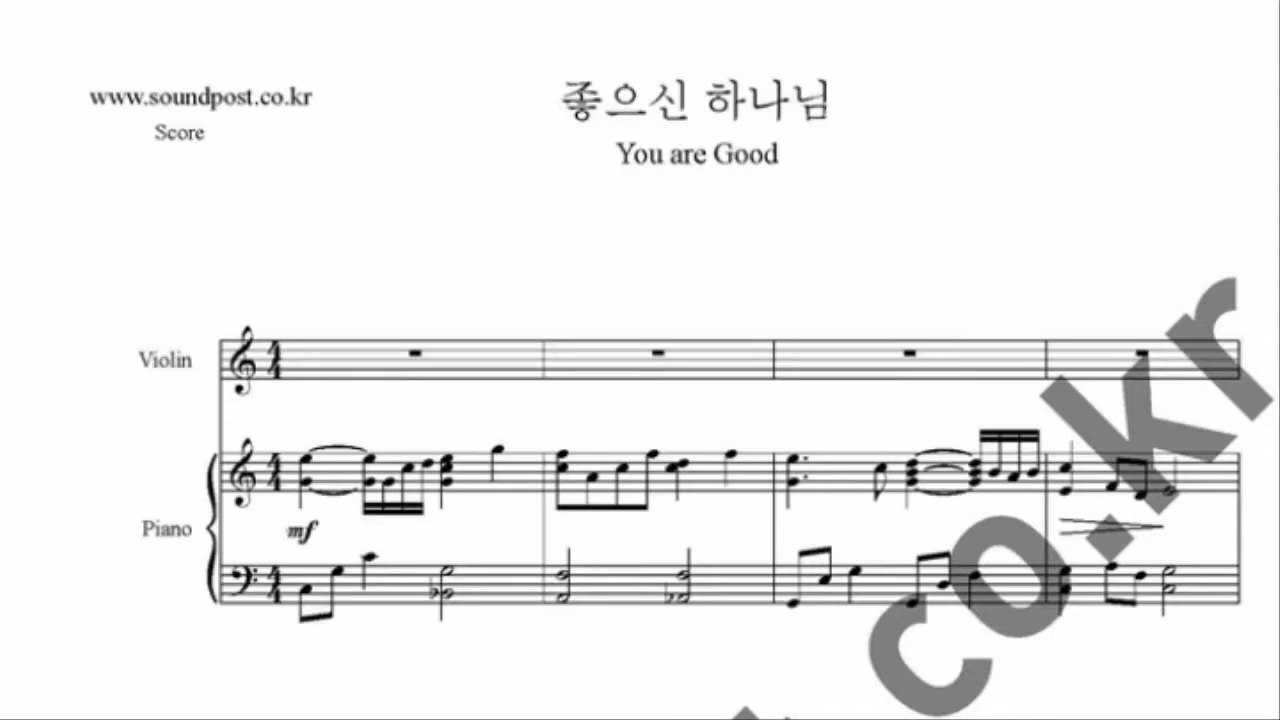 www.soundpost.co.kr
Score
좋으신 하나님
You are Good
Violin
Piano
mf
co.kr